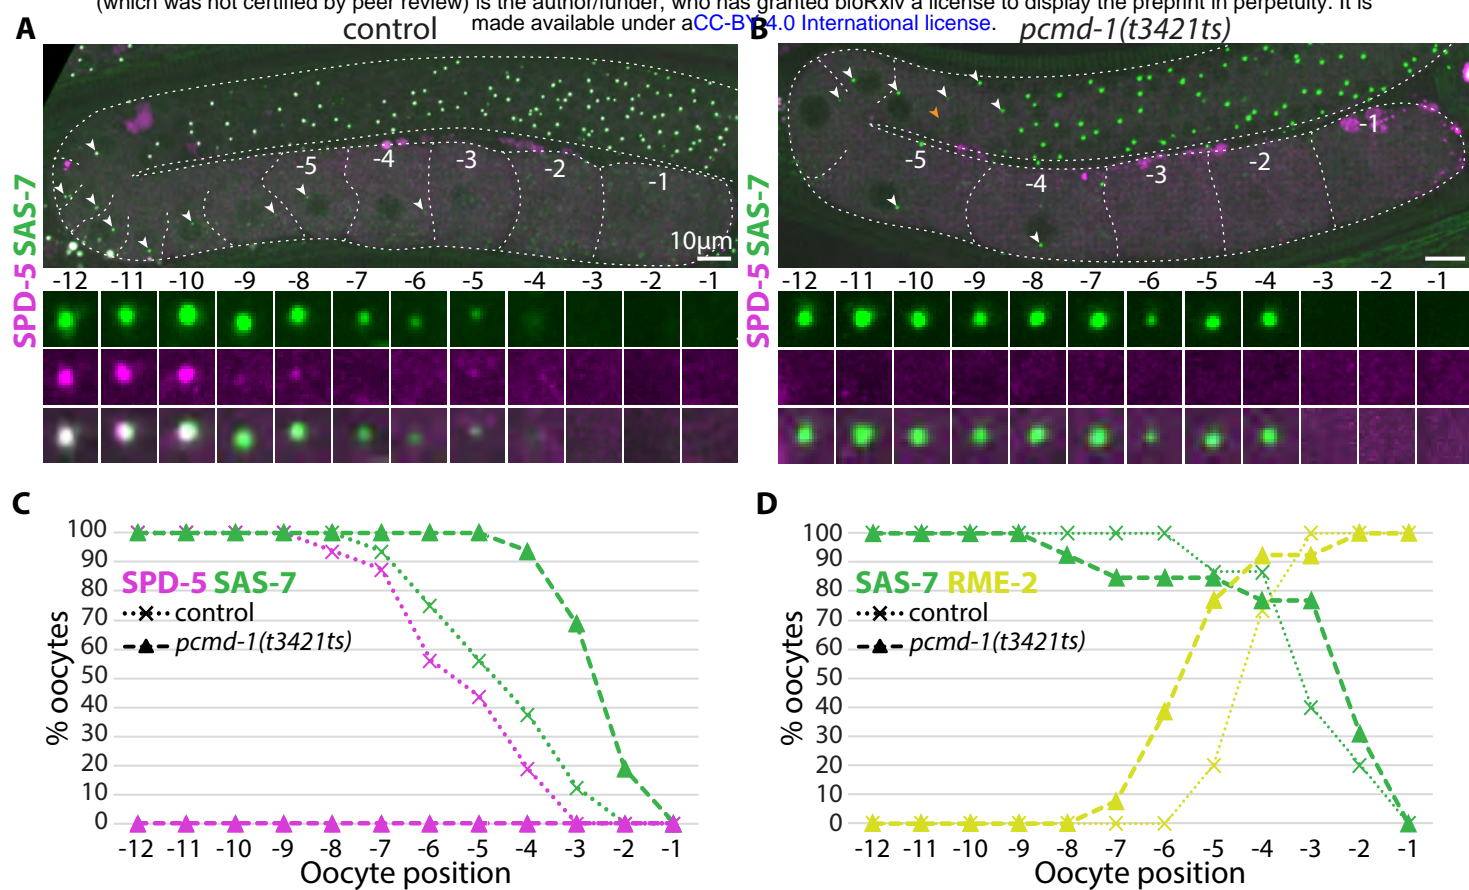 (which was not certified by peer review) is the author/funder, who has granted bioRxiv a license to display the preprint in perpetuity. It is
made available under aCC-BY 4.0 International license.
A control B pcmd-1(t3421ts)
SPD-5 SAS-7
-5 -4 -3 -2 -1
10µm
-12 -11 -10 -9 -8 -7 -6 -5 -4 -3 -2 -1
SPD-5 SAS-7
-5 -4 -3 -2 -1
-12 -11 -10 -9 -8 -7 -6 -5 -4 -3 -2 -1
C
% oocytes
100
90
80
70
60
50
40
30
20
10
0
SPD-5 SAS-7
control
pcmd-1(t3421ts)
-12 -11 -10 -9 -8 -7 -6 -5 -4 -3 -2 -1
Oocyte position
D
% oocytes
100
90
80
70
60
50
40
30
20
10
0
SAS-7 RME-2
control
pcmd-1(t3421ts)
-12 -11 -10 -9 -8 -7 -6 -5 -4 -3 -2 -1
Oocyte position